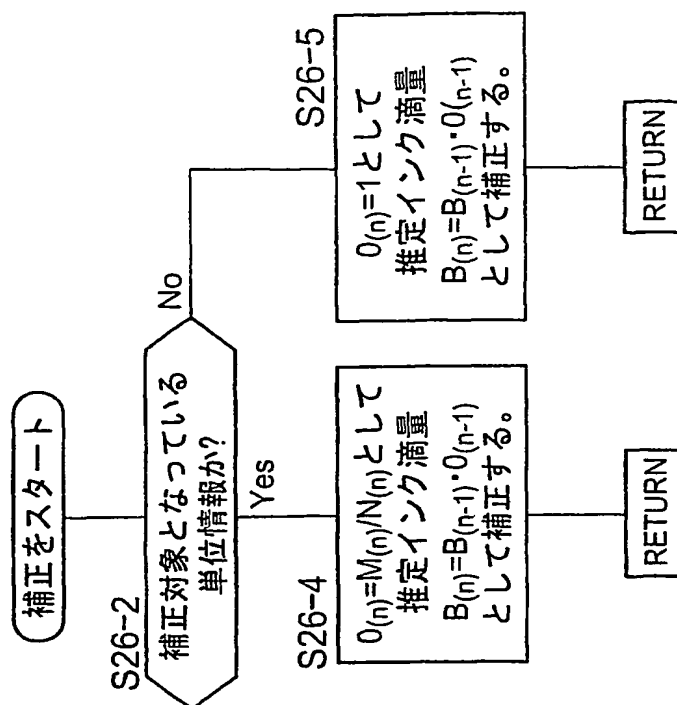 補正をスタート
S26-2
補正対象となっている
単位情報か?
Yes
No
S26-4
O(n)=M(n)/N(n)として
推定インク滴量
B(n)=B(n-1)・O(n-1)
として補正する。
RETURN
S26-5
O(n)=1として
推定インク滴量
B(n)=B(n-1)・O(n-1)
として補正する。
RETURN